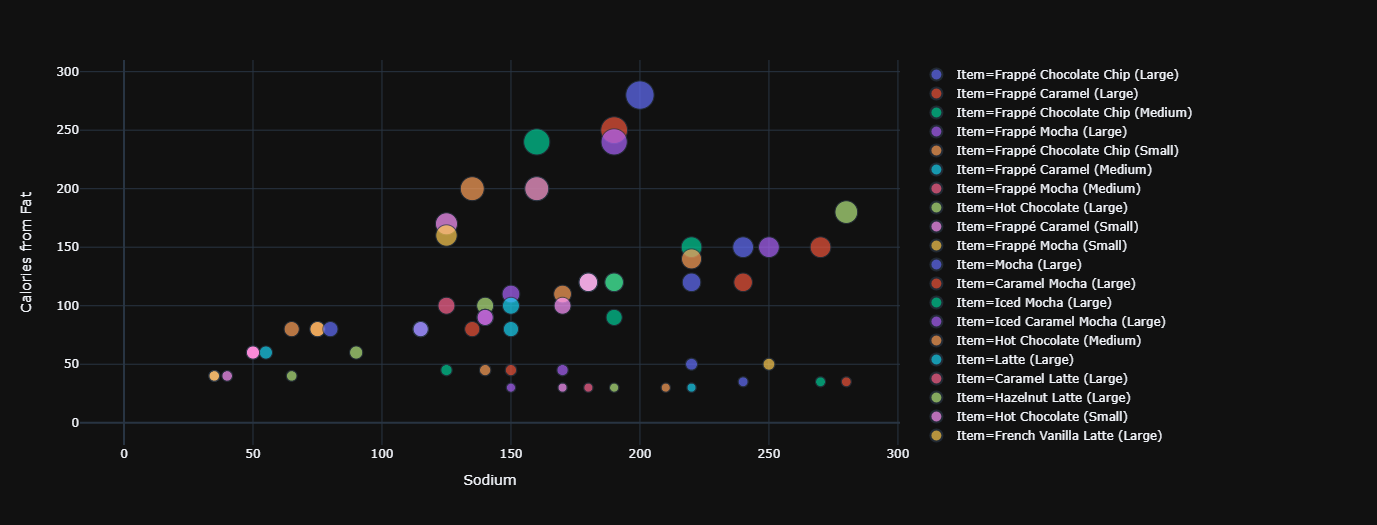 300
250
200
150
100
50
0
Calories from Fat
0 50 100 150 200 250 300
Sodium
Item=Frappé Chocolate Chip (Large)
Item=Frappé Caramel (Large)
Item=Frappé Chocolate Chip (Medium)
Item=Frappé Mocha (Large)
Item=Frappé Chocolate Chip (Small)
Item=Frappé Caramel (Medium)
Item=Frappé Mocha (Medium)
Item=Hot Chocolate (Large)
Item=Frappé Caramel (Small)
Item=Frappé Mocha (Small)
Item=Mocha (Large)
Item=Caramel Mocha (Large)
Item=Iced Mocha (Large)
Item=Iced Caramel Mocha (Large)
Item=Hot Chocolate (Medium)
Item=Latte (Large)
Item=Caramel Latte (Large)
Item=Hazelnut Latte (Large)
Item=Hot Chocolate (Small)
Item=French Vanilla Latte (Large)